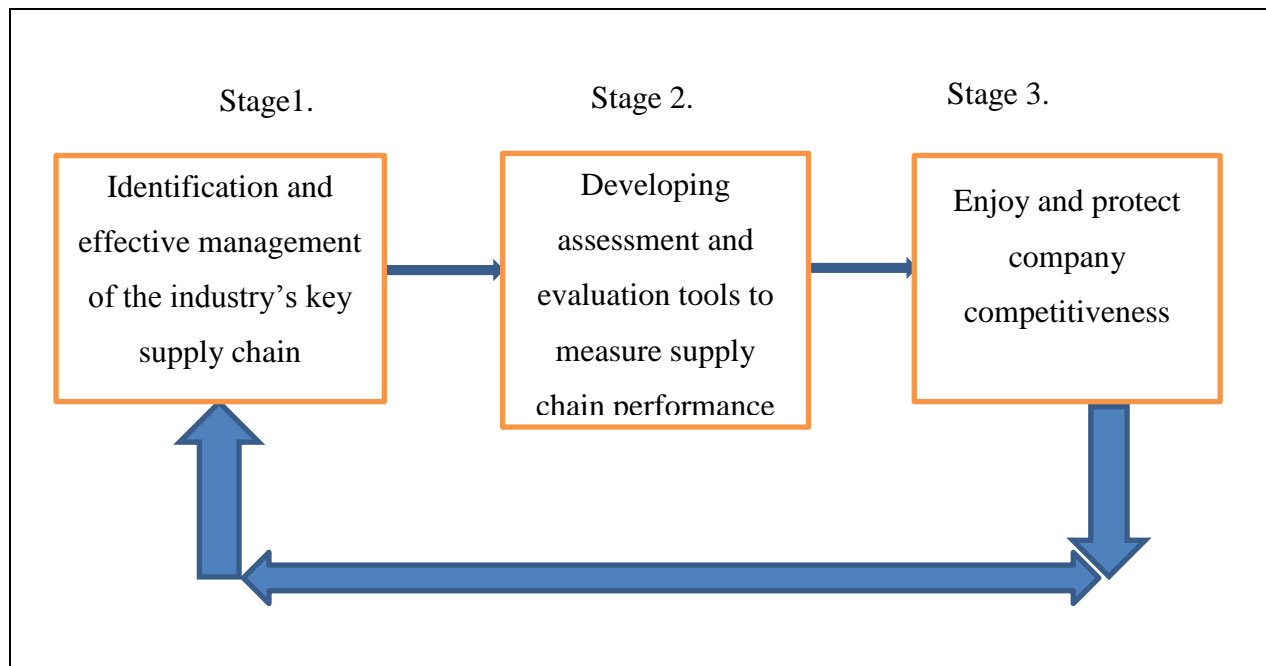 Stage1.
Stage 2.
Stage 3.
Identification and
effective management
of the industry’s key
supply chain
Developing
assessment and
evaluation tools to
measure supply
chain performance
Enjoy and protect
company
competitiveness